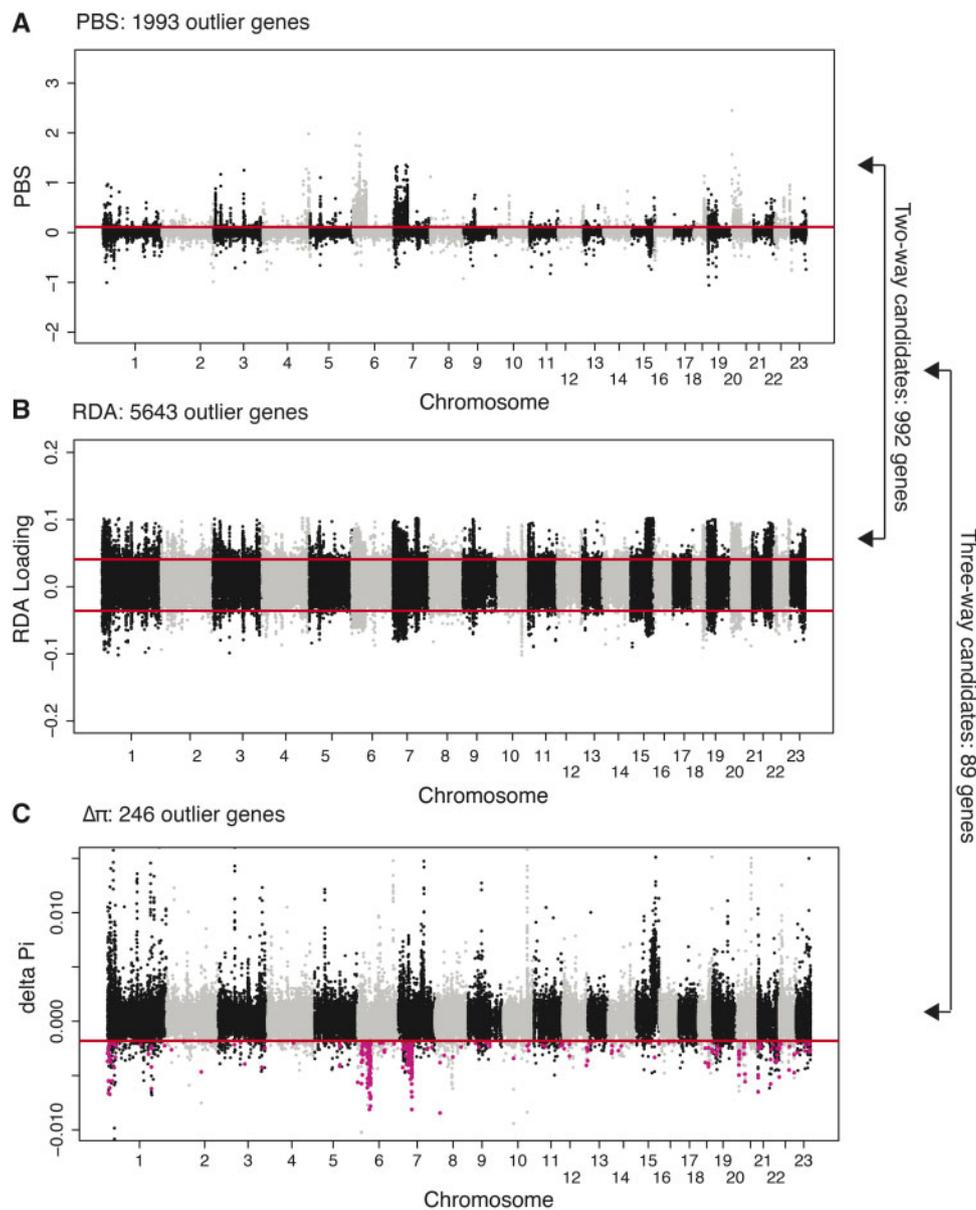 A
PBS: 1993 outlier genes
PBS
3
2
1
0
−1
−2
1 2 3 4 5 6 7 8 9 10 11 13 15 17 19 21 23
12 14 16 18 20 22
Chromosome
B
RDA: 5643 outlier genes
RDA Loading
0.2
0.1
0.0
−0.1
−0.2
1 2 3 4 5 6 7 8 9 10 11 13 15 17 19 21 23
12 14 16 18 20 22
Chromosome
C
Δπ: 246 outlier genes
delta Pi
0.010
0.000
−0.010
1 2 3 4 5 6 7 8 9 10 11 13 15 17 19 21 23
12 14 16 18 20 22
Chromosome
Two-way candidates: 992 genes
Three-way candidates: 89 genes